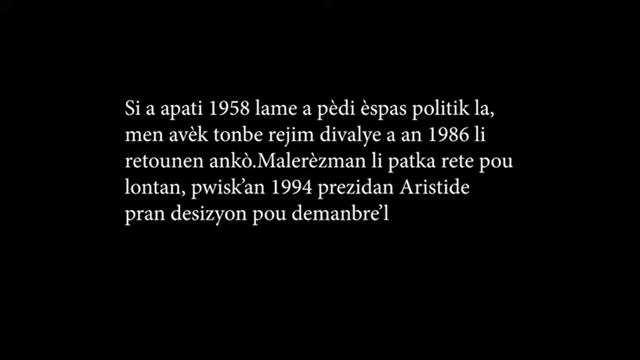 Si a apati 1958 lame a pèdi èspas politik la,
men avèk tonbe rejim divalye a an 1986 li
retounen ankò.Malerèzman li patka rete pou
lontan, pwisk’an 1994 prezidan Aristide
pran desizyon pou demanbre’l